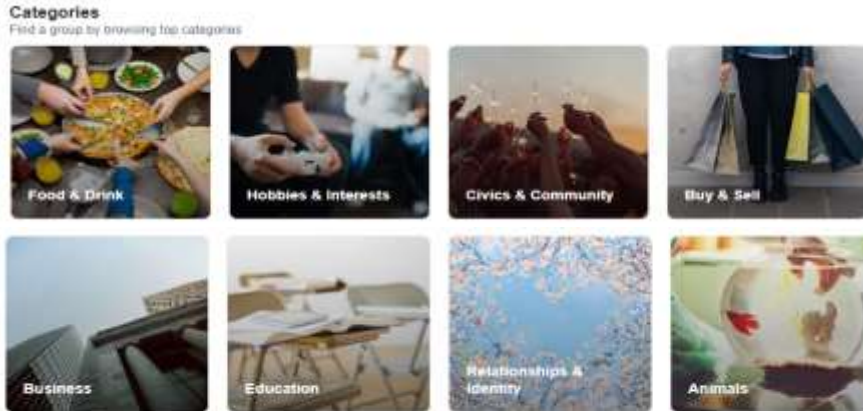 Categories
Find a group by browsing top categories
Food & Drink
Hobbies & Interests
Civics & Community
Buy & Sell
Business
Education
Relationships &
Identity
Animals